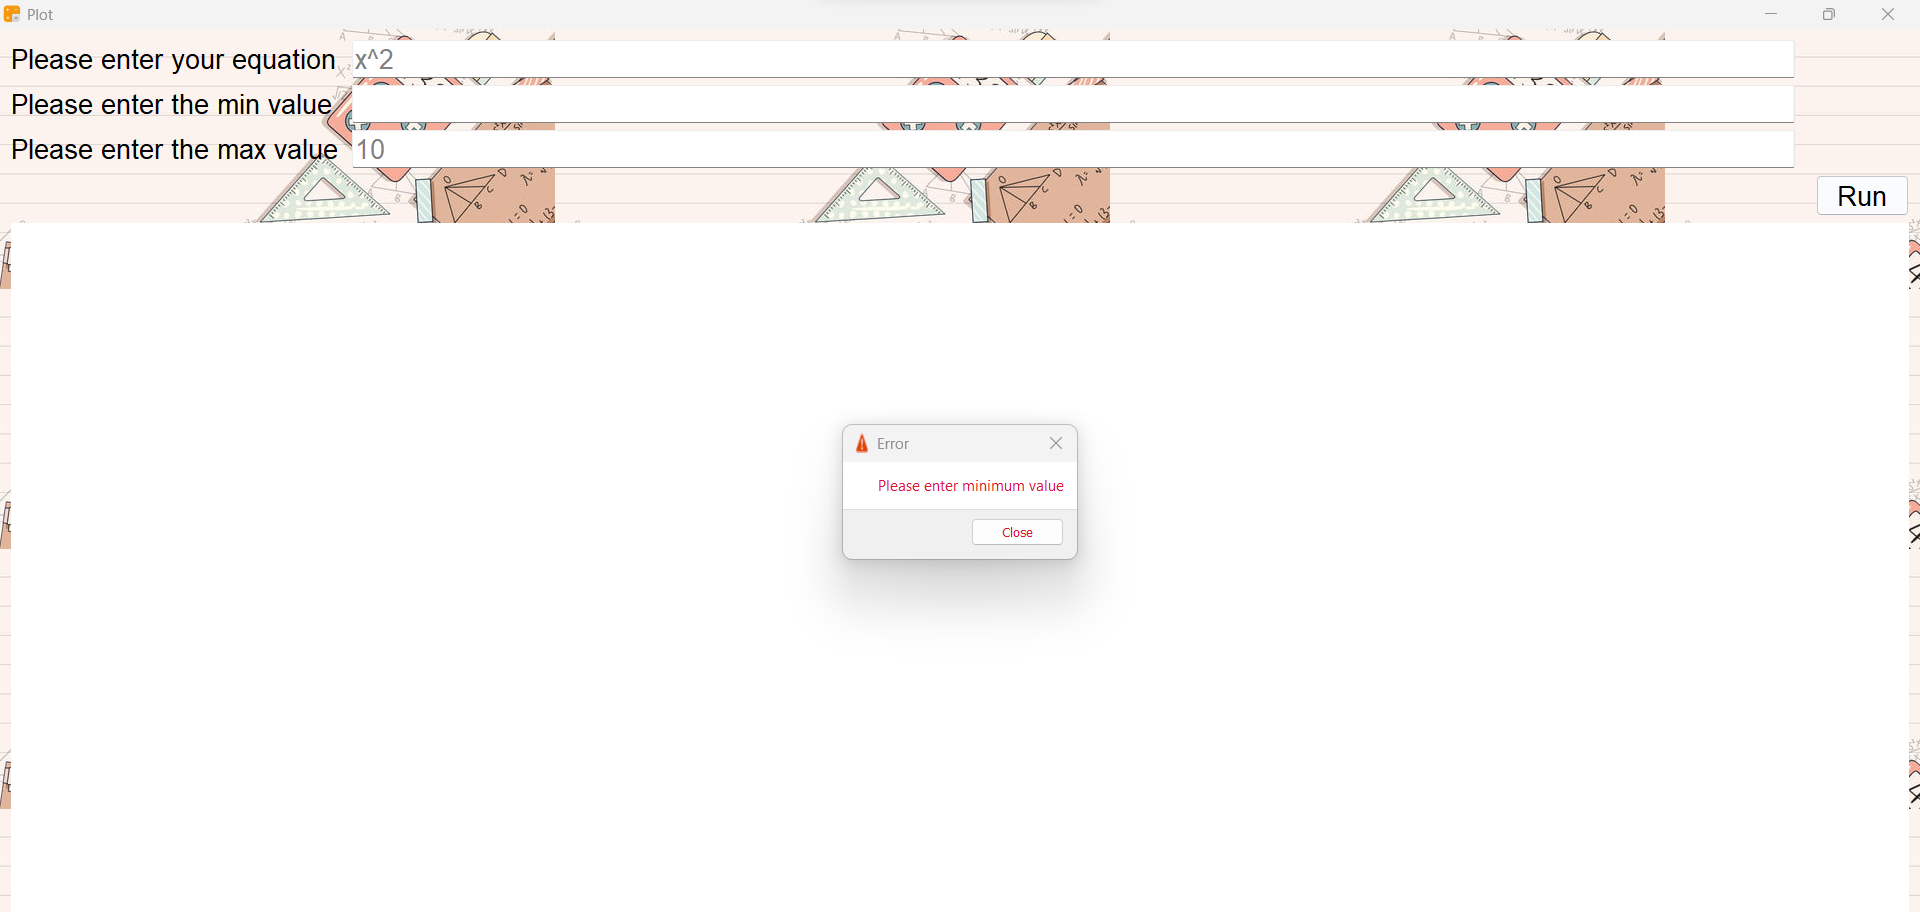 Plot
Please enter your equation x^2
Please enter the min value
Please enter the max value 10
Run
Error
Please enter minimum value
Close